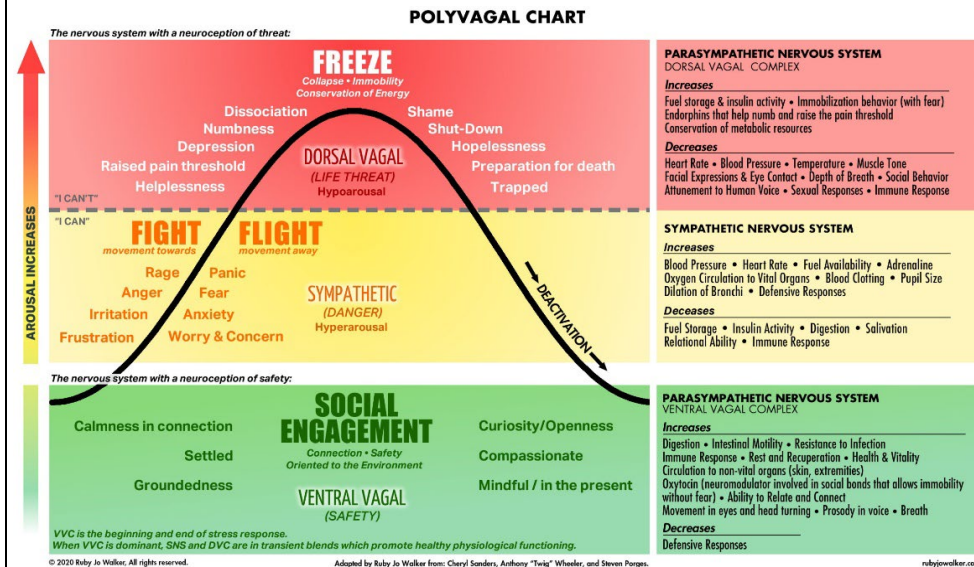 POLYVAGAL CHART
The nervous system with a neuroception of threat:
FREEZE
Collapse • Immobility
Conservation of Energy
Dissociation
Numbness
Depression
Raised pain threshold
Helplessness
Shame
Shut-Down
Hopelessness
Preparation for death
Trapped
DORSAL VAGAL
(LIFE THREAT)
Hypoarousal
"I CAN'T"
"I CAN"
AROUSAL INCREASES
FIGHT
movement towards
FLIGHT
movement away
Rage
Anger
Irritation
Frustration
Panic
Fear
Anxiety
Worry & Concern
SYMPATHETIC
(DANGER)
Hyperarousal
DEACTIVATION
The nervous system with a neuroception of safety:
SOCIAL
ENGAGEMENT
Connection • Safety
Oriented to the Environment
Calmness in connection
Settled
Groundedness
Curiosity/Openness
Compassionate
Mindful / in the present
VENTRAL VAGAL
(SAFETY)
VVC is the beginning and end of stress response.
When VVC is dominant, SNS and DVC are in transient blends which promote healthy physiological functioning.
PARASYMPATHETIC NERVOUS SYSTEM
DORSAL VAGAL COMPLEX
Increases
Fuel storage & insulin activity • Immobilization behavior (with fear)
Endorphins that help numb and raise the pain threshold
Conservation of metabolic resources
Decreases
Heart Rate • Blood Pressure • Temperature • Muscle Tone
Facial Expressions & Eye Contact • Depth of Breath • Social Behavior
Attunement to Human Voice • Sexual Responses • Immune Response
SYMPATHETIC NERVOUS SYSTEM
Increases
Blood Pressure • Heart Rate • Fuel Availability • Adrenaline
Oxygen Circulation to Vital Organs • Blood Clotting • Pupil Size
Dilation of Bronchi • Defensive Responses
Deceases
Fuel Storage • Insulin Activity • Digestion • Salivation
Relational Ability • Immune Response
PARASYMPATHETIC NERVOUS SYSTEM
VENTRAL VAGAL COMPLEX
Increases
Digestion • Intestinal Motility • Resistance to Infection
Immune Response • Rest and Recuperation • Health & Vitality
Circulation to non-vital organs (skin, extremities)
Oxytocin (neuromodulator involved in social bonds that allows immobility
without fear) • Ability to Relate and Connect
Movement in eyes and head turning • Prosody in voice • Breath
Decreases
Defensive Responses
© 2020 Ruby Jo Walker, All rights reserved.
Adapted by Ruby Jo Walker from: Cheryl Sanders, Anthony "Twig" Wheeler, and Steven Porges.
rubyjowalker.co